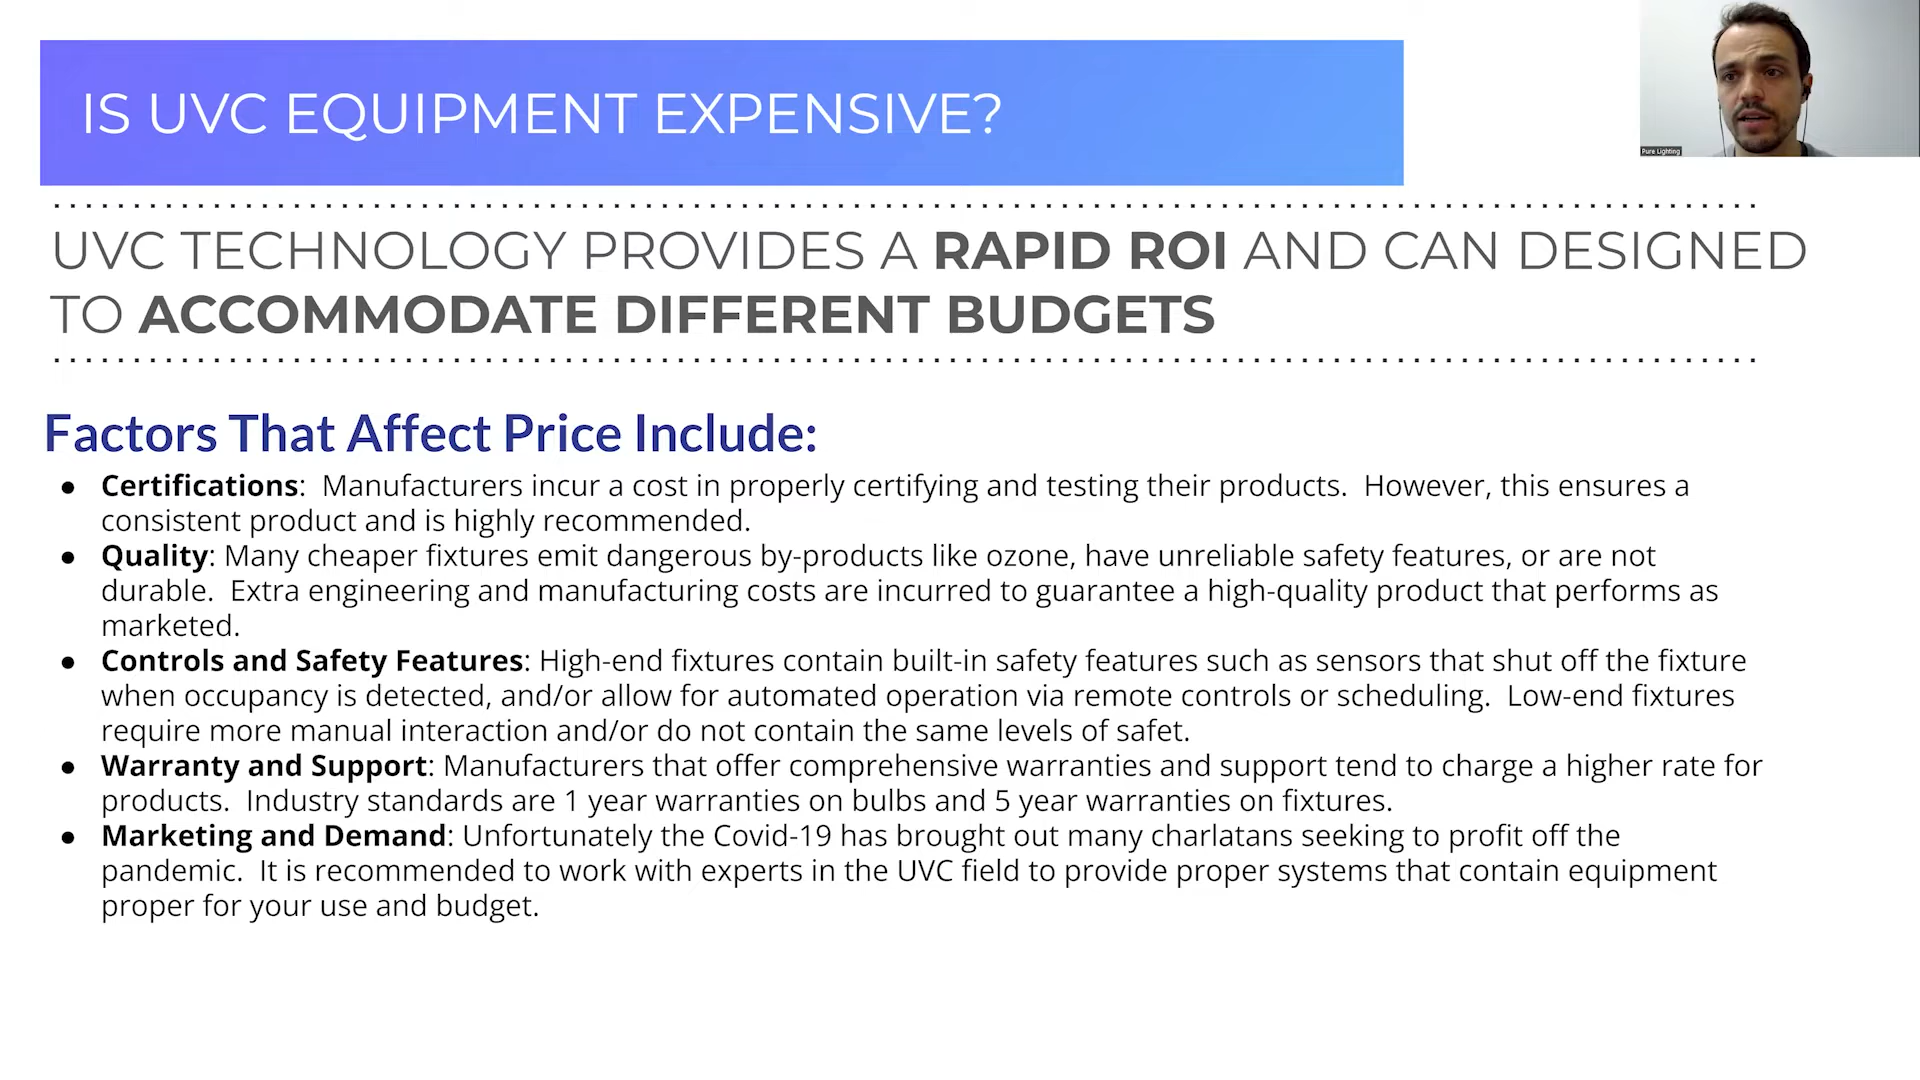 IS UVC EQUIPMENT EXPENSIVE?
Pure Lighting
UVC TECHNOLOGY PROVIDES A RAPID ROI AND CAN DESIGNED
TO ACCOMMODATE DIFFERENT BUDGETS
Factors That Affect Price Include:
● Certifications:  Manufacturers incur a cost in properly certifying and testing their products.  However, this ensures a
consistent product and is highly recommended.
● Quality: Many cheaper fixtures emit dangerous by-products like ozone, have unreliable safety features, or are not
durable.  Extra engineering and manufacturing costs are incurred to guarantee a high-quality product that performs as
marketed.
● Controls and Safety Features: High-end fixtures contain built-in safety features such as sensors that shut off the fixture
when occupancy is detected, and/or allow for automated operation via remote controls or scheduling.  Low-end fixtures
require more manual interaction and/or do not contain the same levels of safet.
● Warranty and Support: Manufacturers that offer comprehensive warranties and support tend to charge a higher rate for
products.  Industry standards are 1 year warranties on bulbs and 5 year warranties on fixtures.
● Marketing and Demand: Unfortunately the Covid-19 has brought out many charlatans seeking to profit off the
pandemic.  It is recommended to work with experts in the UVC field to provide proper systems that contain equipment
proper for your use and budget.